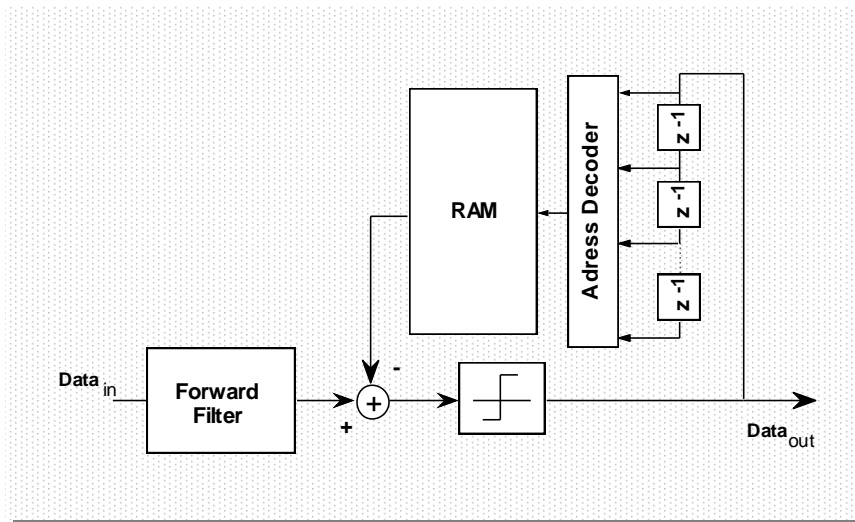 RAM
Adress Decoder
z -1
z -1
z -1
Data in
Forward
Filter
-
+
+
Data out